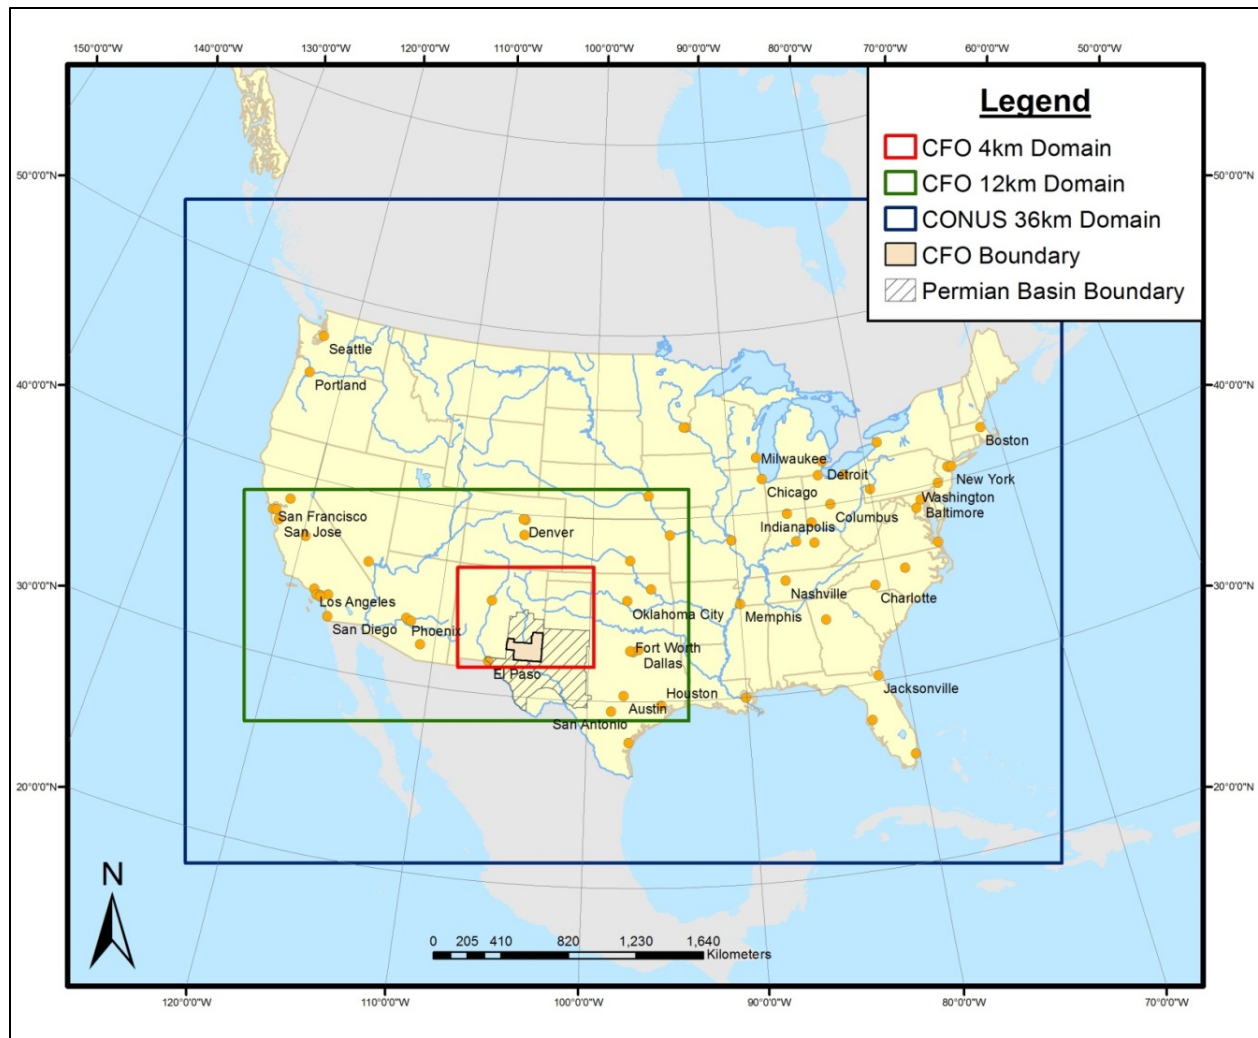 150°0'0"W 140°0'0"W 130°0'0"W 120°0'0"W 110°0'0"W 100°0'0"W 90°0'0"W 80°0'0"W 70°0'0"W 60°0'0"W 50°0'0"W
Legend
CFO 4km Domain
CFO 12km Domain
CONUS 36km Domain
CFO Boundary
Permian Basin Boundary
50°0'0"N 50°0'0"N
40°0'0"N 40°0'0"N
30°0'0"N 30°0'0"N
20°0'0"N 20°0'0"N
Seattle
Portland
Boston
Milwaukee
Detroit
New York
Chicago
Washington
Columbus
Baltimore
San Francisco
Indianapolis
San Jose
Denver
Nashville
Los Angeles
Charlotte
Oklahoma City
Memphis
San Diego
Phoenix
Fort Worth
Dallas
El Paso
Jacksonville
Houston
Austin
San Antonio
N
0 205 410 820 1,230 1,640
Kilometers
120°0'0"W 110°0'0"W 100°0'0"W 90°0'0"W 80°0'0"W 70°0'0"W